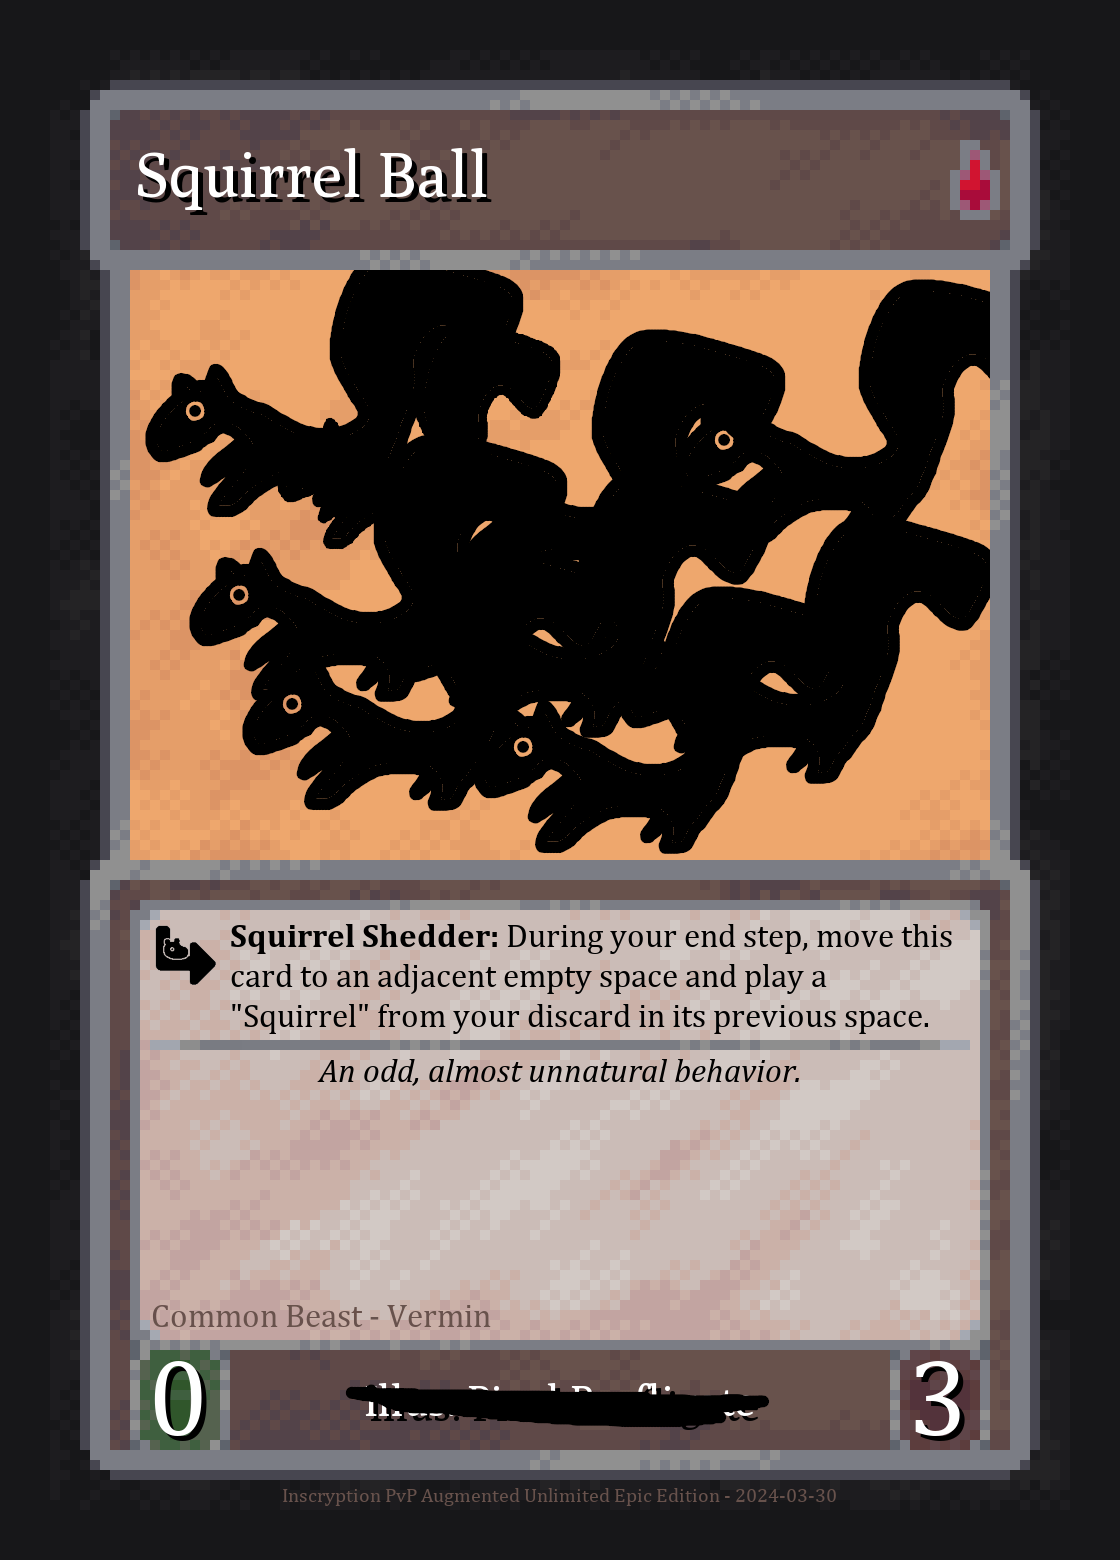 Squirrel Ball
Squirrel Shedder: During your end step, move this
card to an adjacent empty space and play a
"Squirrel" from your discard in its previous space.
An odd, almost unnatural behavior.
Common Beast - Vermin
0
3
Inscryption PvP Augmented Unlimited Epic Edition - 2024-03-30